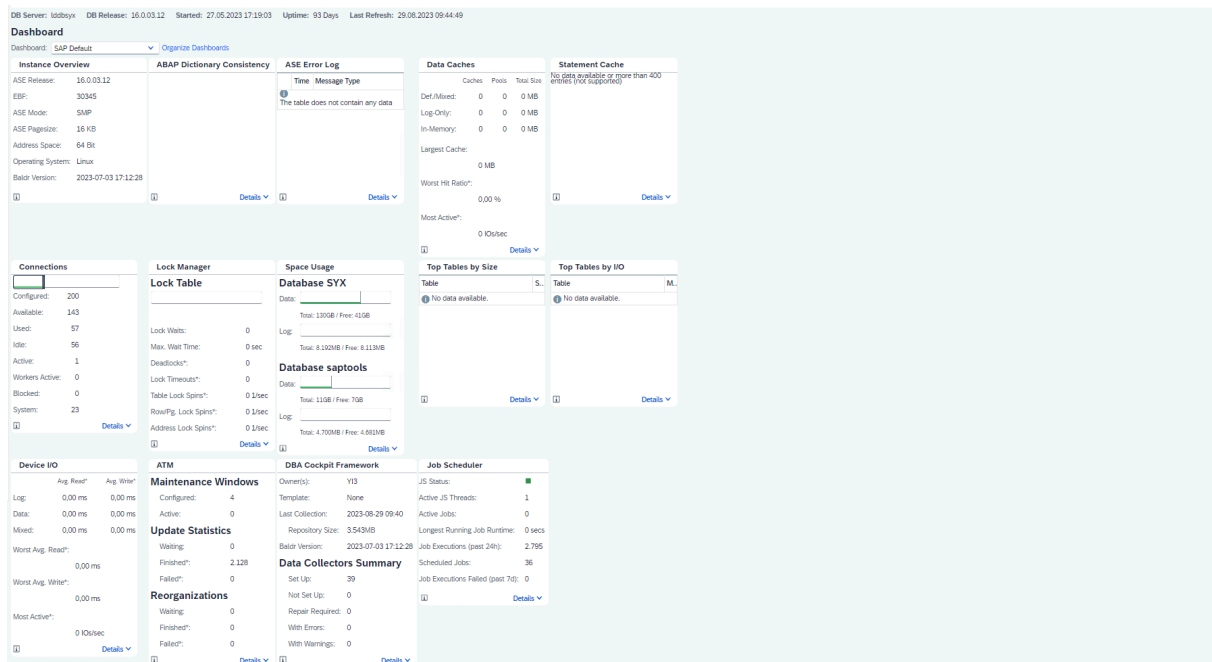 DB Server: lddbsyx DB Release: 16.0.03.12 Started: 27.05.2023 17:19:03 Uptime: 93 Days Last Refresh: 29.08.2023 09:44:49
Dashboard
Dashboard: SAP Default Organize Dashboards
Instance Overview
ASE Release: 16.0.03.12
EBF: 30345
ASE Mode: SMP
ASE Pagesize: 16 KB
Address Space: 64 Bit
Operating System: Linux
Baldr Version: 2023-07-03 17:12:28
ABAP Dictionary Consistency
Details
ASE Error Log
Time Message Type
The table does not contain any data
Details
Data Caches
Caches Pools Total Size
Def./Mixed: 0 0 0 MB
Log-Only: 0 0 0 MB
In-Memory: 0 0 0 MB
Largest Cache:
0 MB
Worst Hit Ratio*:
0,00 %
Most Active*:
0 IOs/sec
Details
Statement Cache
No data available or more than 400
entries (not supported)
Details
Connections
Configured: 200
Available: 143
Used: 57
Idle: 56
Active: 1
Workers Active: 0
Blocked: 0
System: 23
Details
Lock Manager
Lock Table
Lock Waits: 0
Max. Wait Time: 0 sec
Deadlocks*: 0
Lock Timeouts*: 0
Table Lock Spins*: 0 1/sec
Row/Pg. Lock Spins*: 0 1/sec
Address Lock Spins*: 0 1/sec
Details
Space Usage
Database SYX
Data:
Total: 130GB / Free: 41GB
Log:
Total: 8.192MB / Free: 8.113MB
Database saptools
Data:
Total: 11GB / Free: 7GB
Log:
Total: 4.700MB / Free: 4.691MB
Details
Top Tables by Size
Table S..
No data available.
Details
Top Tables by I/O
Table M..
No data available.
Details
Device I/O
Avg. Read* Avg. Write*
Log: 0,00 ms 0,00 ms
Data: 0,00 ms 0,00 ms
Mixed: 0,00 ms 0,00 ms
Worst Avg. Read*:
0,00 ms
Worst Avg. Write*:
0,00 ms
Most Active*:
0 IOs/sec
Details
ATM
Maintenance Windows
Configured: 4
Active: 0
Update Statistics
Waiting: 0
Finished*: 2.128
Failed*: 0
Reorganizations
Waiting: 0
Finished*: 0
Failed*: 0
Details
DBA Cockpit Framework
Owner(s): YI3
Template: None
Last Collection: 2023-08-29 09:40
Repository Size: 3.543MB
Baldr Version: 2023-07-03 17:12:28
Data Collectors Summary
Set Up: 39
Not Set Up: 0
Repair Required: 0
With Errors: 0
With Warnings: 0
Details
Job Scheduler
JS Status:
Active JS Threads: 1
Active Jobs: 0
Longest Running Job Runtime: 0 secs
Job Executions (past 24h): 2.795
Scheduled Jobs: 36
Job Executions Failed (past 7d): 0
Details